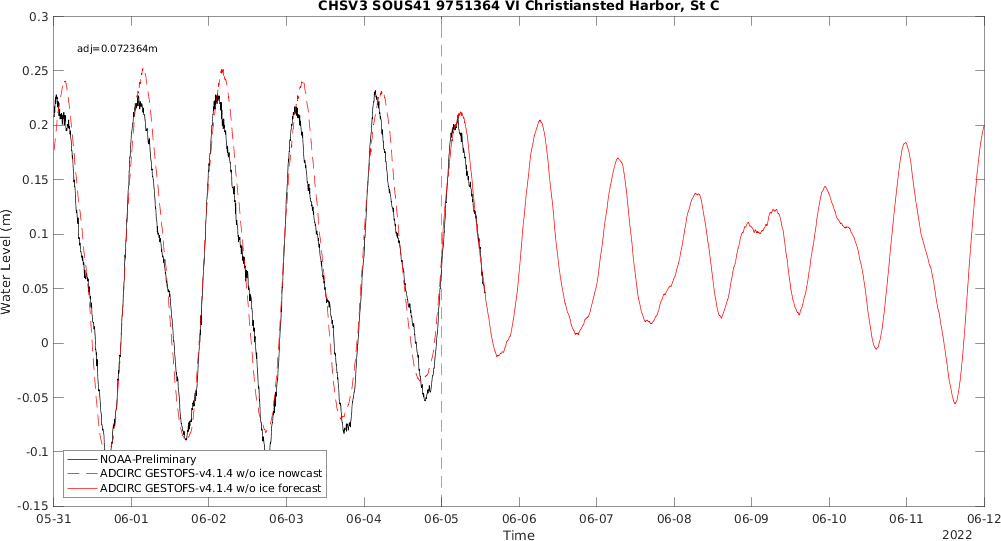 CHSV3 SOUS41 9751364 VI Christiansted Harbor, St C
adj=0.072364m
Water Level (m)
0.3
0.25
0.2
0.15
0.1
0.05
0
-0.05
-0.1
-0.15
NOAA-Preliminary
ADCIRC GESTOFS-v4.1.4 w/o ice nowcast
ADCIRC GESTOFS-v4.1.4 w/o ice forecast
05-31 06-01 06-02 06-03 06-04 06-05 06-06 06-07 06-08 06-09 06-10 06-11 06-12
Time
2022